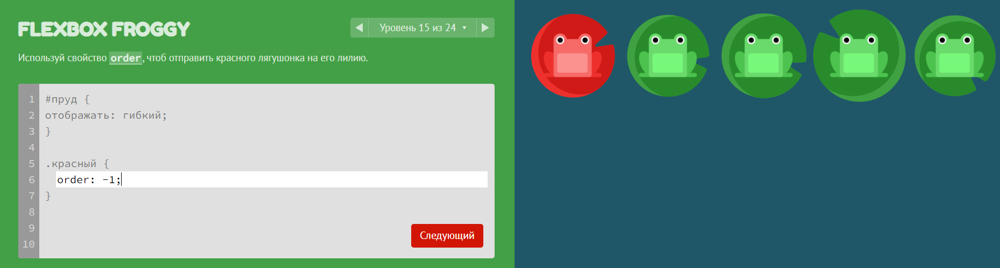 FLEXBOX FROGGY
Уровень 15 из 24
Используй свойство order, чтоб отправить красного лягушонка на его лилию.
1 #пруд {
2 отображать: гибкий;
3 }
4
5 .красный {
6 order: -1;
7 }
8
9
10
Следующий